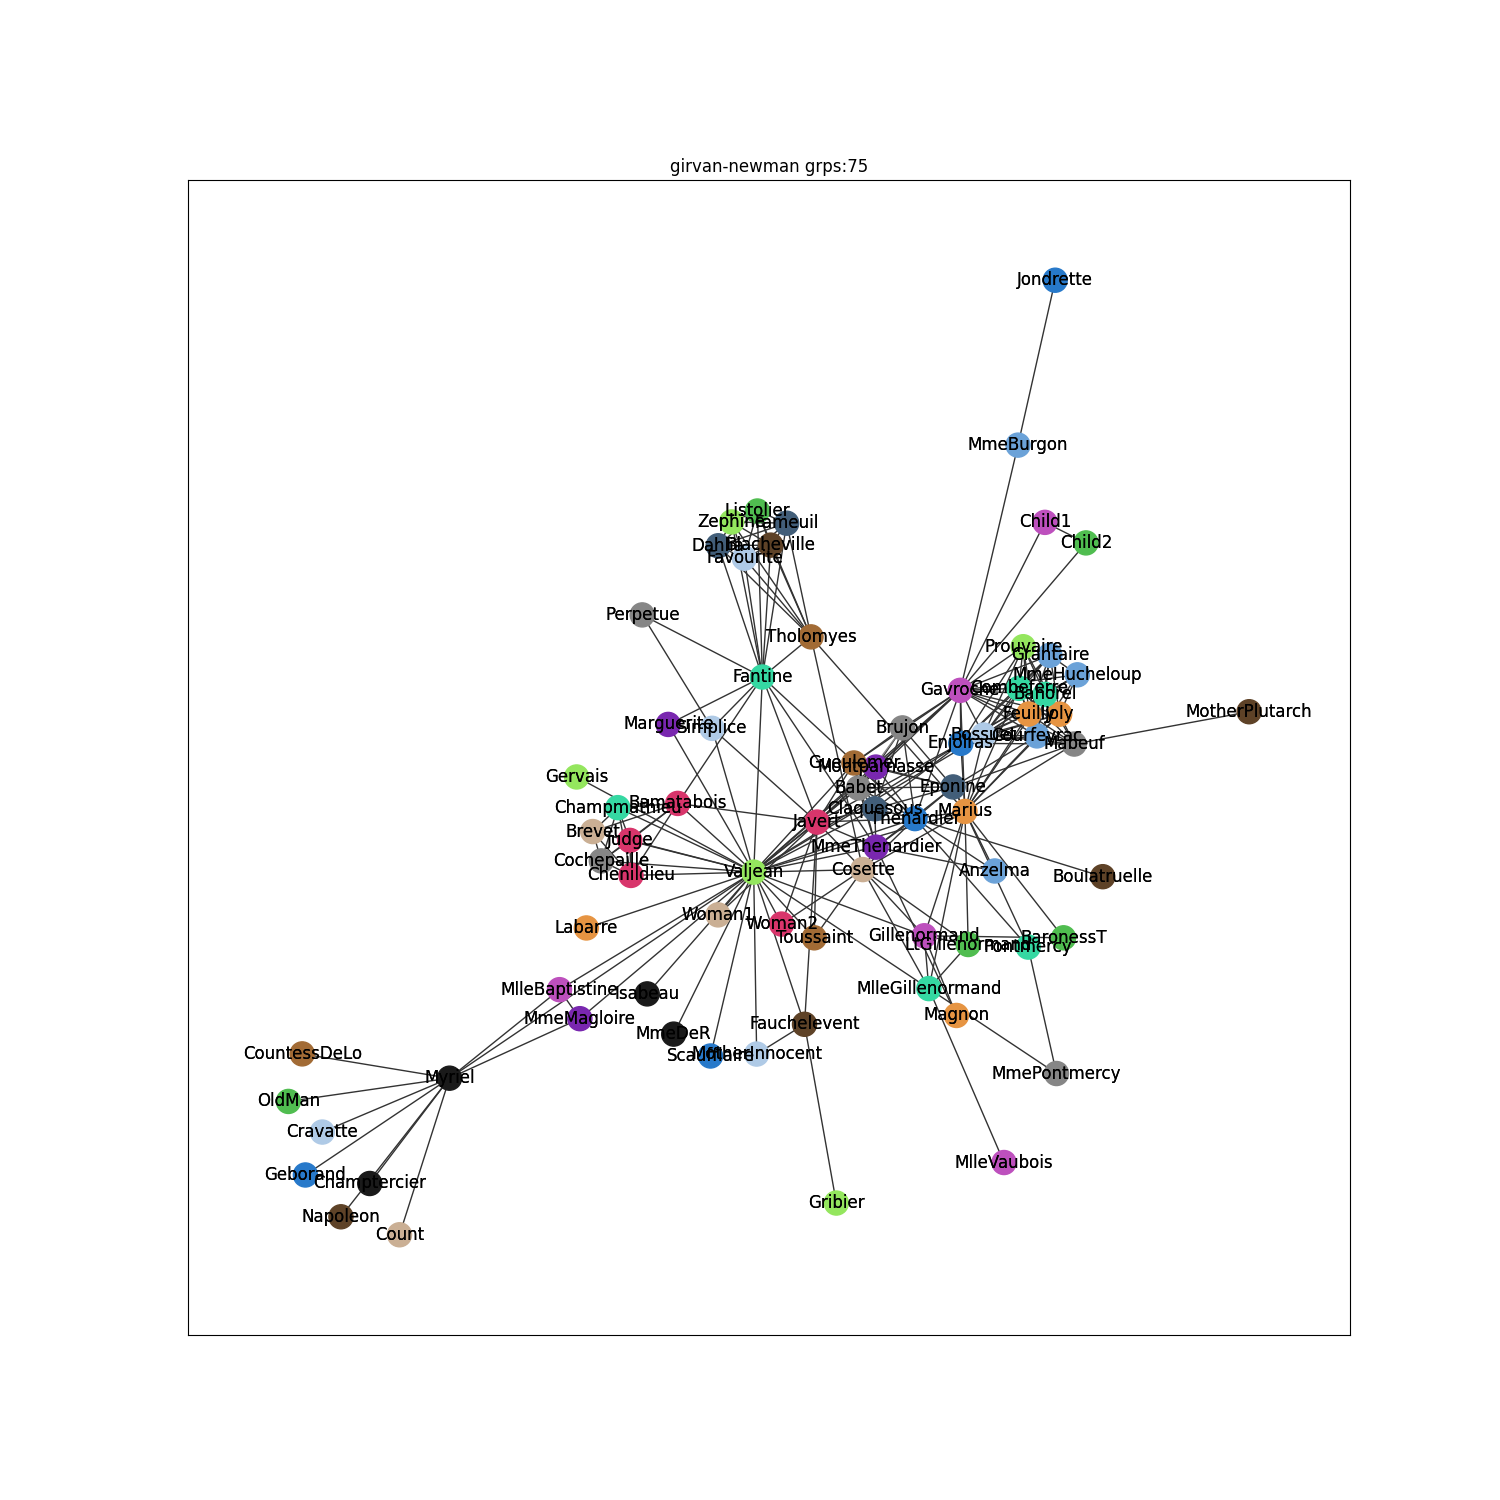 girvan-newman grps:75
Jondrette
MmeBurgon
Listolier
Zephine
Fameuil
Child1
Child2
Dahlia
Blacheville
Favourite
Perpetue
Tholomyes
Prouvaire
Grantaire
Fantine
MmeHucheloup
Gavroche
Combeferre
Bahorel
MotherPlutarch
Feuilly
Joly
Marguerite
Simplice
Brujon
Bossuet
Courfeyrac
Enjolras
Mabeuf
Gueulemer
Montparnasse
Gervais
Babet
Eponine
Champmathieu
Bamatabois
Claquesous
Marius
Javert
Thenardier
Brevet
Judge
MmeThenardier
Cochepaille
Chenildieu
Valjean
Cosette
Anzelma
Boulatruelle
Woman1
Woman2
Labarre
Toussaint
Gillenormand
LtGillenormand
Pontmercy
BaronessT
MlleBaptistine
Isabeau
MlleGillenormand
MmeMagloire
Magnon
MmeDeR
Fauchelevent
CountessDeLo
Scaufflaire
MotherInnocent
Myriel
MmePontmercy
OldMan
Cravatte
MlleVaubois
Geborand
Champtercier
Gribier
Napoleon
Count